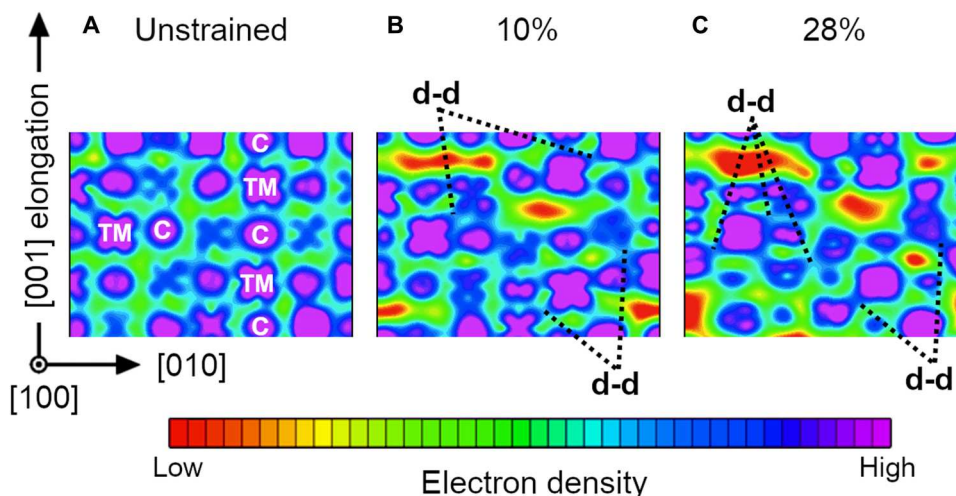 A Unstrained
B 10%
C 28%
d-d
d-d
C
TM
TM
C
C
TM
C
[001] elongation
[010]
[100]
d-d
d-d
Low
High
Electron density